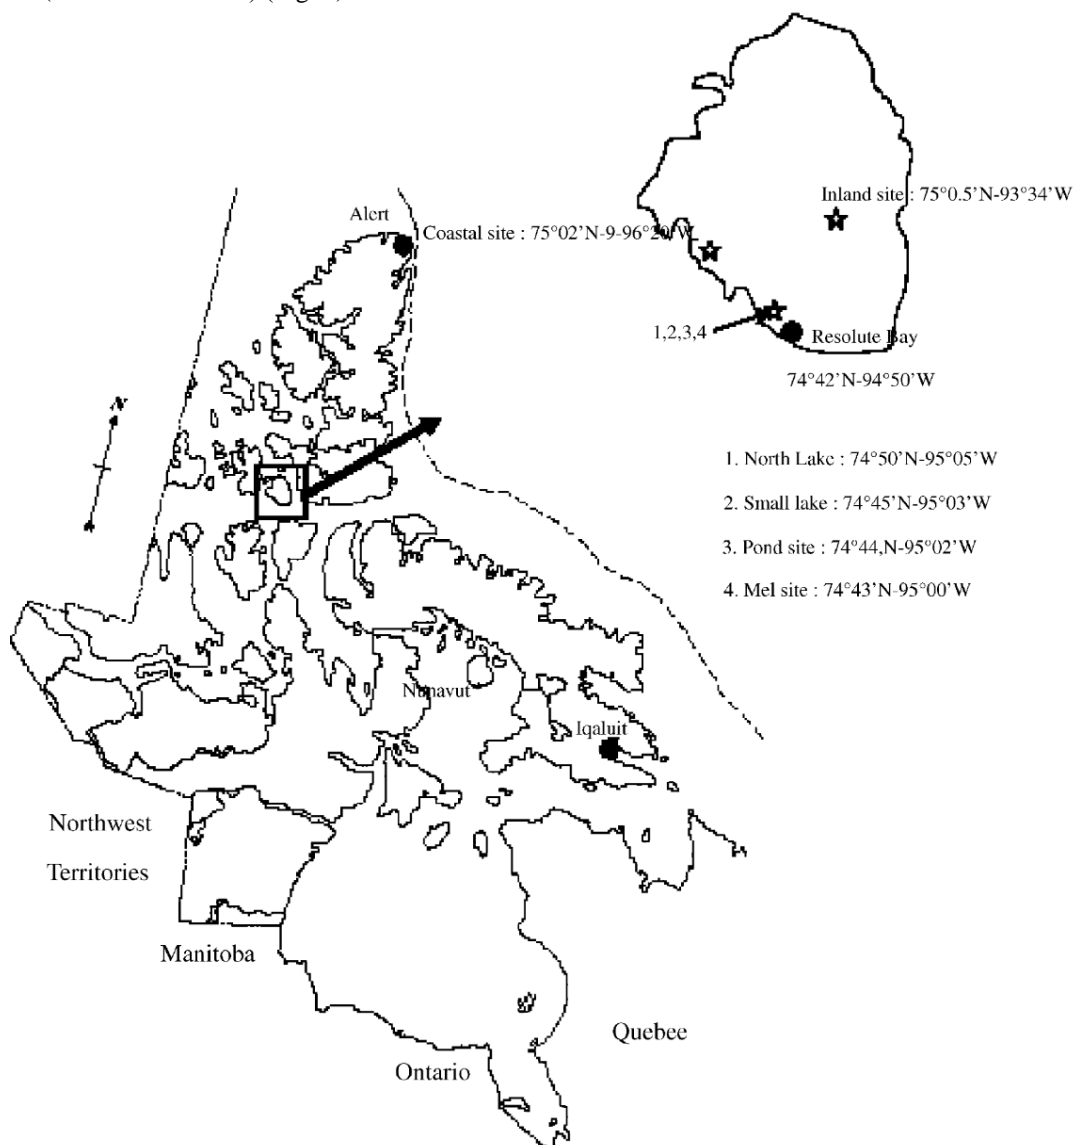 Inland site : 75°0.5’N-93°34’W
Alert
Coastal site : 75°02’N-9-96°20’W
1,2,3,4
Resolute Bay
74°42’N-94°50’W
N
1. North Lake : 74°50’N-95°05’W
2. Small lake : 74°45’N-95°03’W
3. Pond site : 74°44,N-95°02’W
4. Mel site : 74°43’N-95°00’W
Nunavut
Iqaluit
Northwest
Territories
Manitoba
Quebee
Ontario